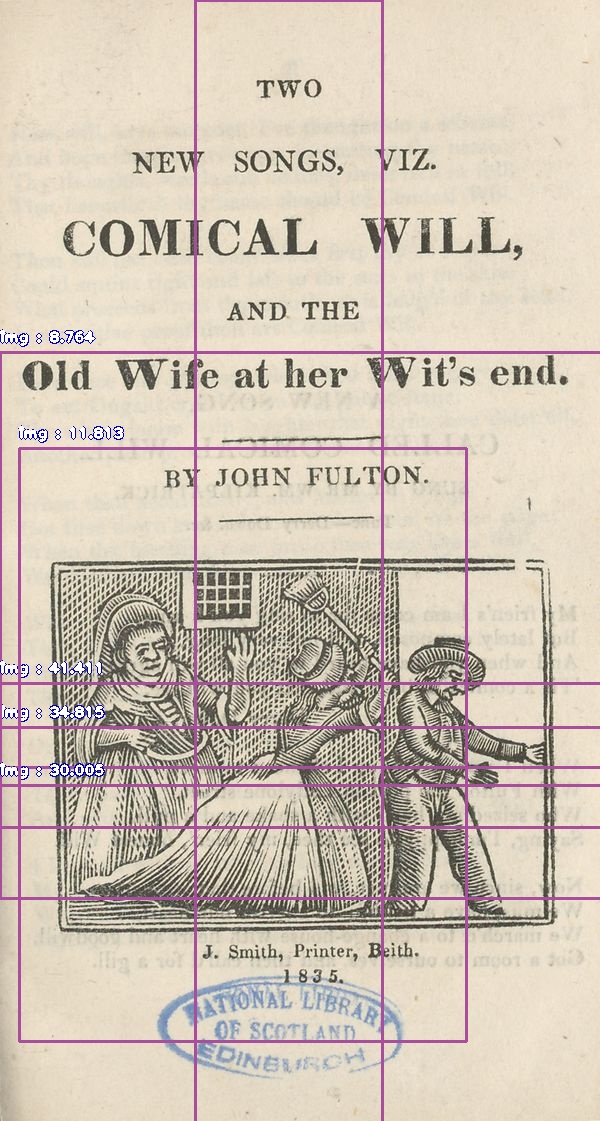 TWO
NEW SONGS, VIZ.
COMICAL WILL,
AND THE
Old Wife at her Wit's end.
BY JOHN FULTON.
J. Smith, Printer, Beith.
1835.
NATIONAL LIBRARY
OF SCOTLAND
EDINBURGH
img : 8.764
img : 11.813
img : 41.411
img : 34.815
img : 30.005